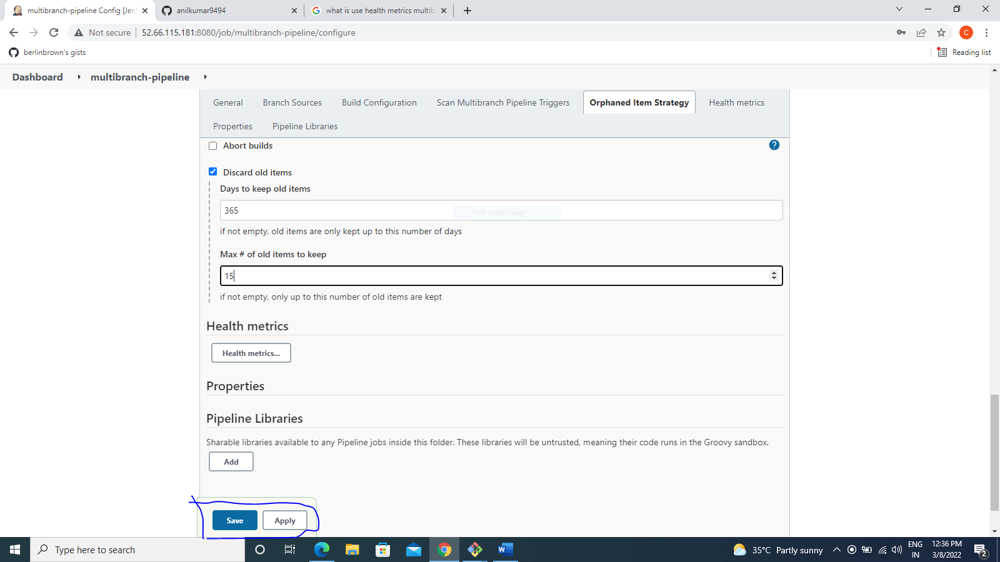 multibranch-pipeline Config [Jen
anilkumar9494
what is use health metrics multib
Not secure
52.66.115.181:8080/job/multibranch-pipeline/configure
C
berlinbrown's gists
Reading list
Dashboard
multibranch-pipeline
General
Branch Sources
Build Configuration
Scan Multibranch Pipeline Triggers
Orphaned Item Strategy
Health metrics
Properties
Pipeline Libraries
Abort builds
?
Discard old items
Days to keep old items
365
Full-screen Snip
if not empty, old items are only kept up to this number of days
Max # of old items to keep
15
if not empty, only up to this number of old items are kept
Health metrics
Health metrics...
Properties
Pipeline Libraries
Sharable libraries available to any Pipeline jobs inside this folder. These libraries will be untrusted, meaning their code runs in the Groovy sandbox.
Add
Save
Apply
Type here to search
35°C Partly sunny
ENG
IN
12:36 PM
3/8/2022
2